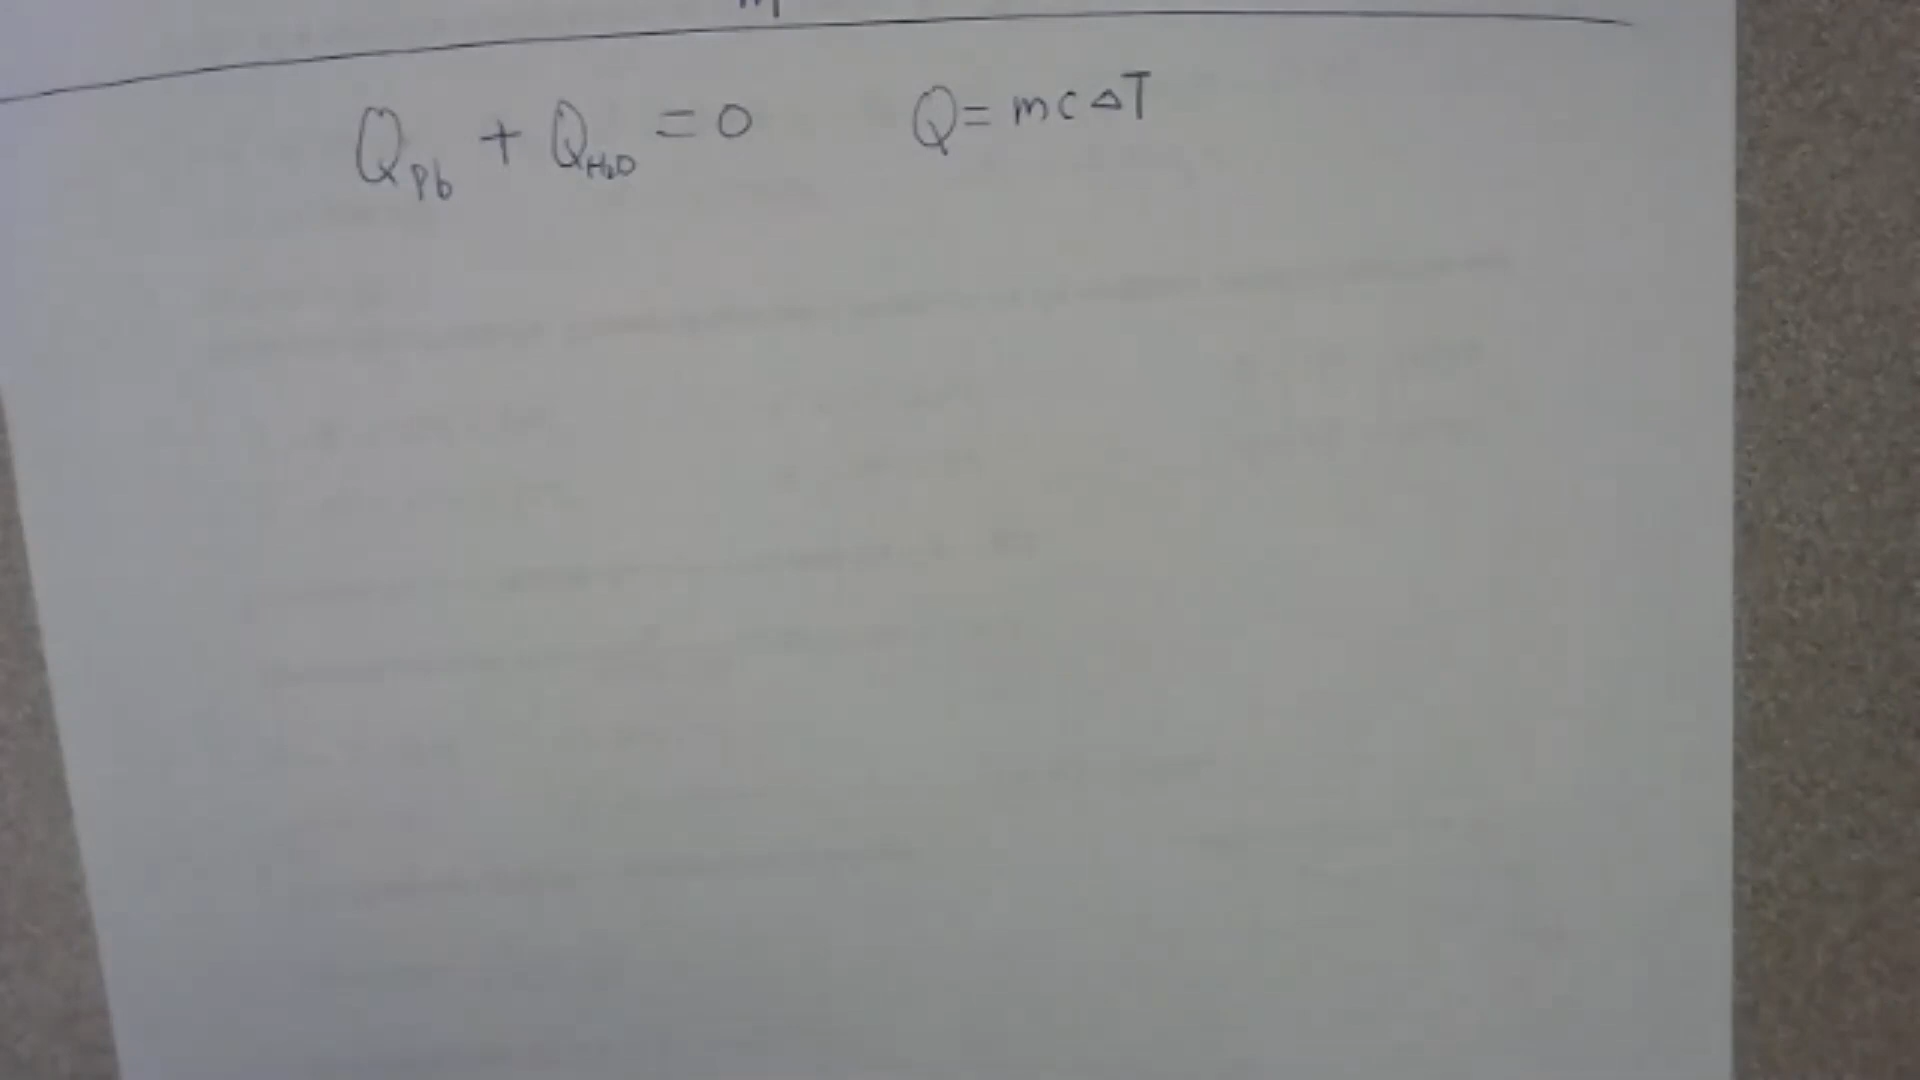 Q_Pb + Q_H₂O = 0 Q = mcΔT